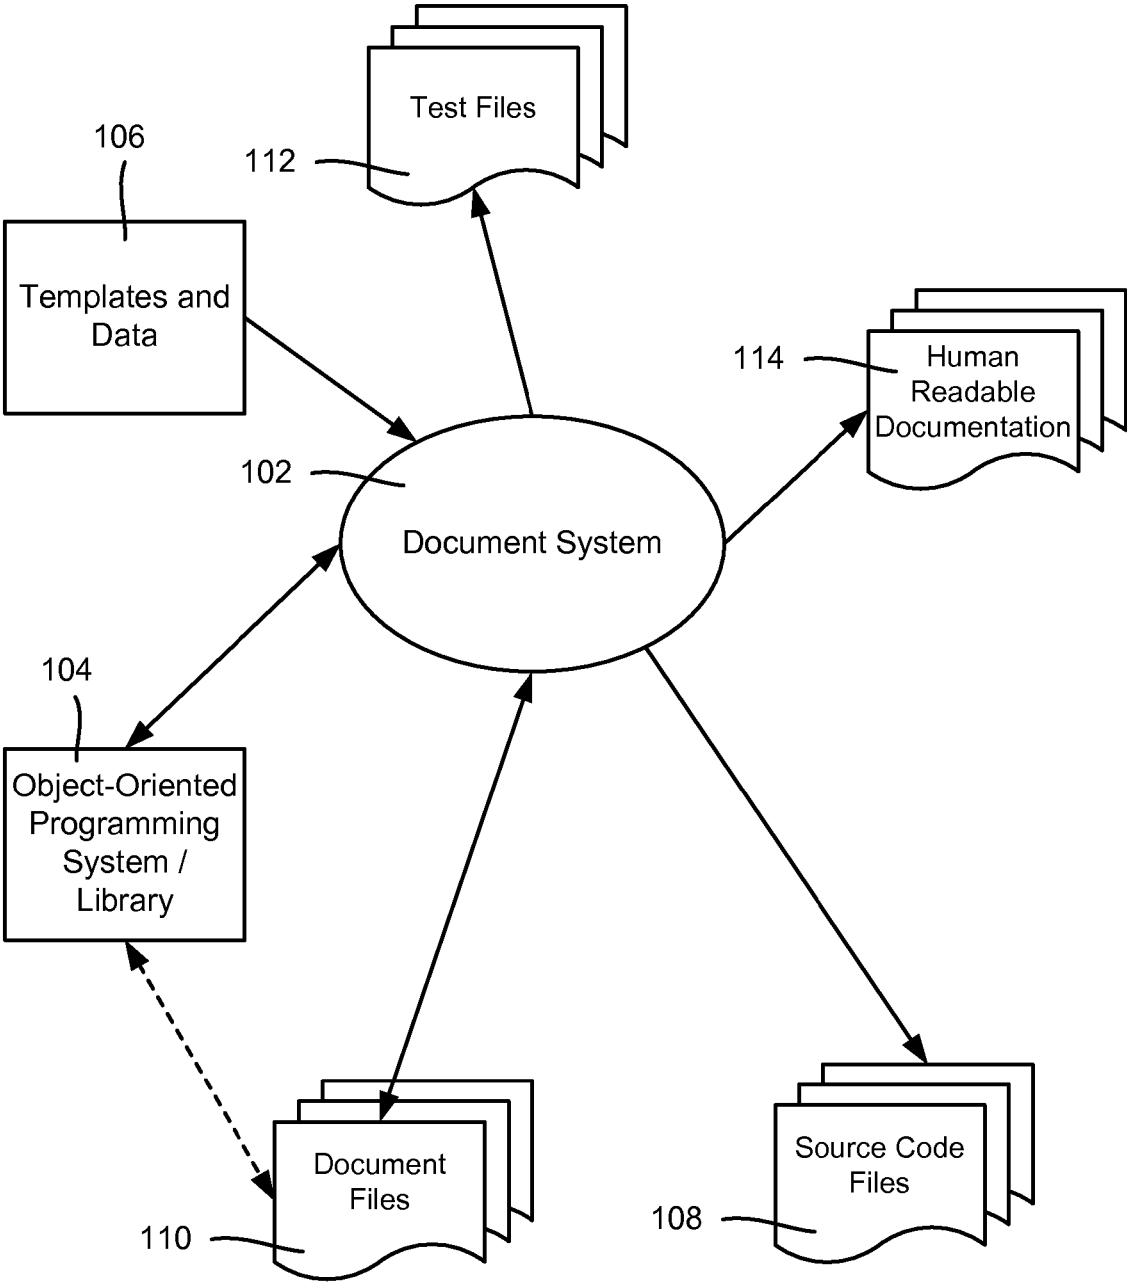 Test Files
106
112
Templates and
Data
114
Human
Readable
Documentation
102
Document System
104
Object-Oriented
Programming
System /
Library
Document
Files
110
Source Code
Files
108